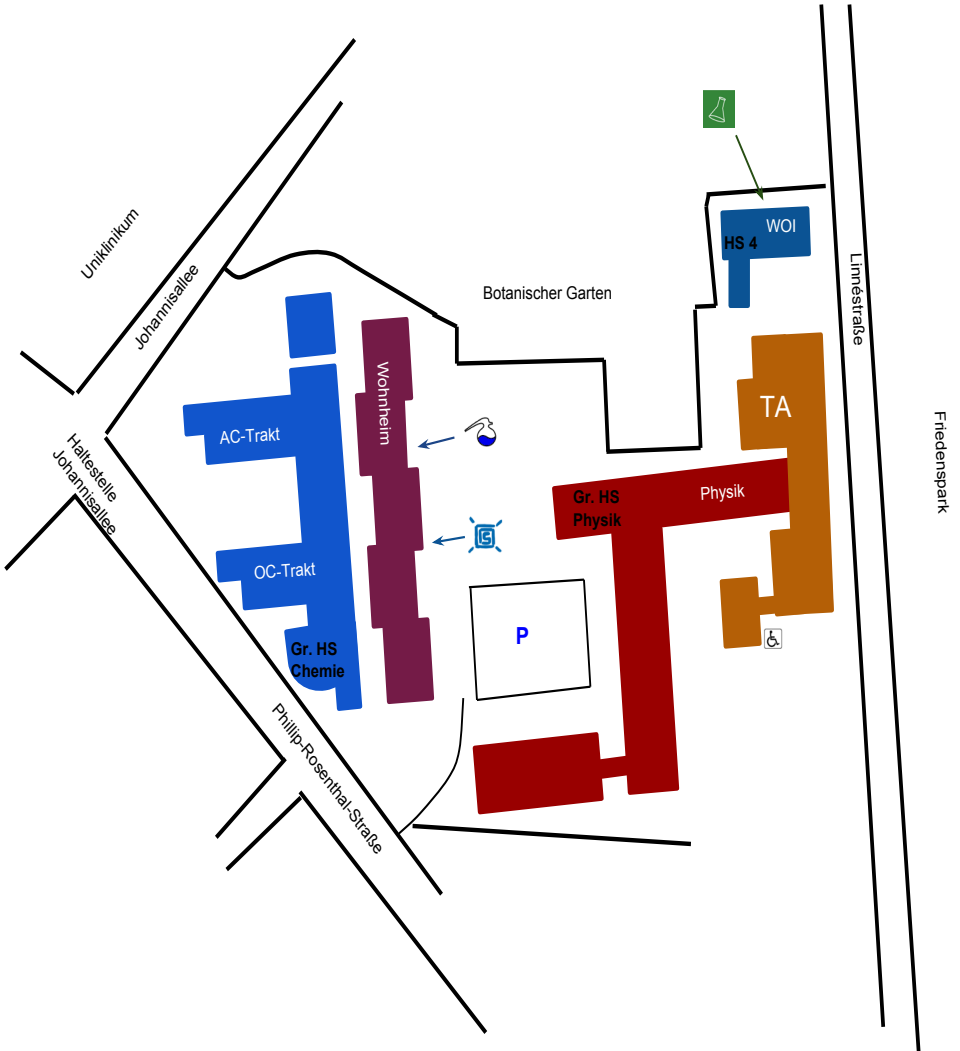 Uniklinikum
Johannisallee
Botanischer Garten
WOI
HS 4
Linnéstraße
Wohnheim
AC-Trakt
TA
Haltestelle
Johannisallee
Friedenspark
Gr. HS
Physik
Physik
OC-Trakt
P
Gr. HS
Chemie
Phillip-Rosenthal-Straße